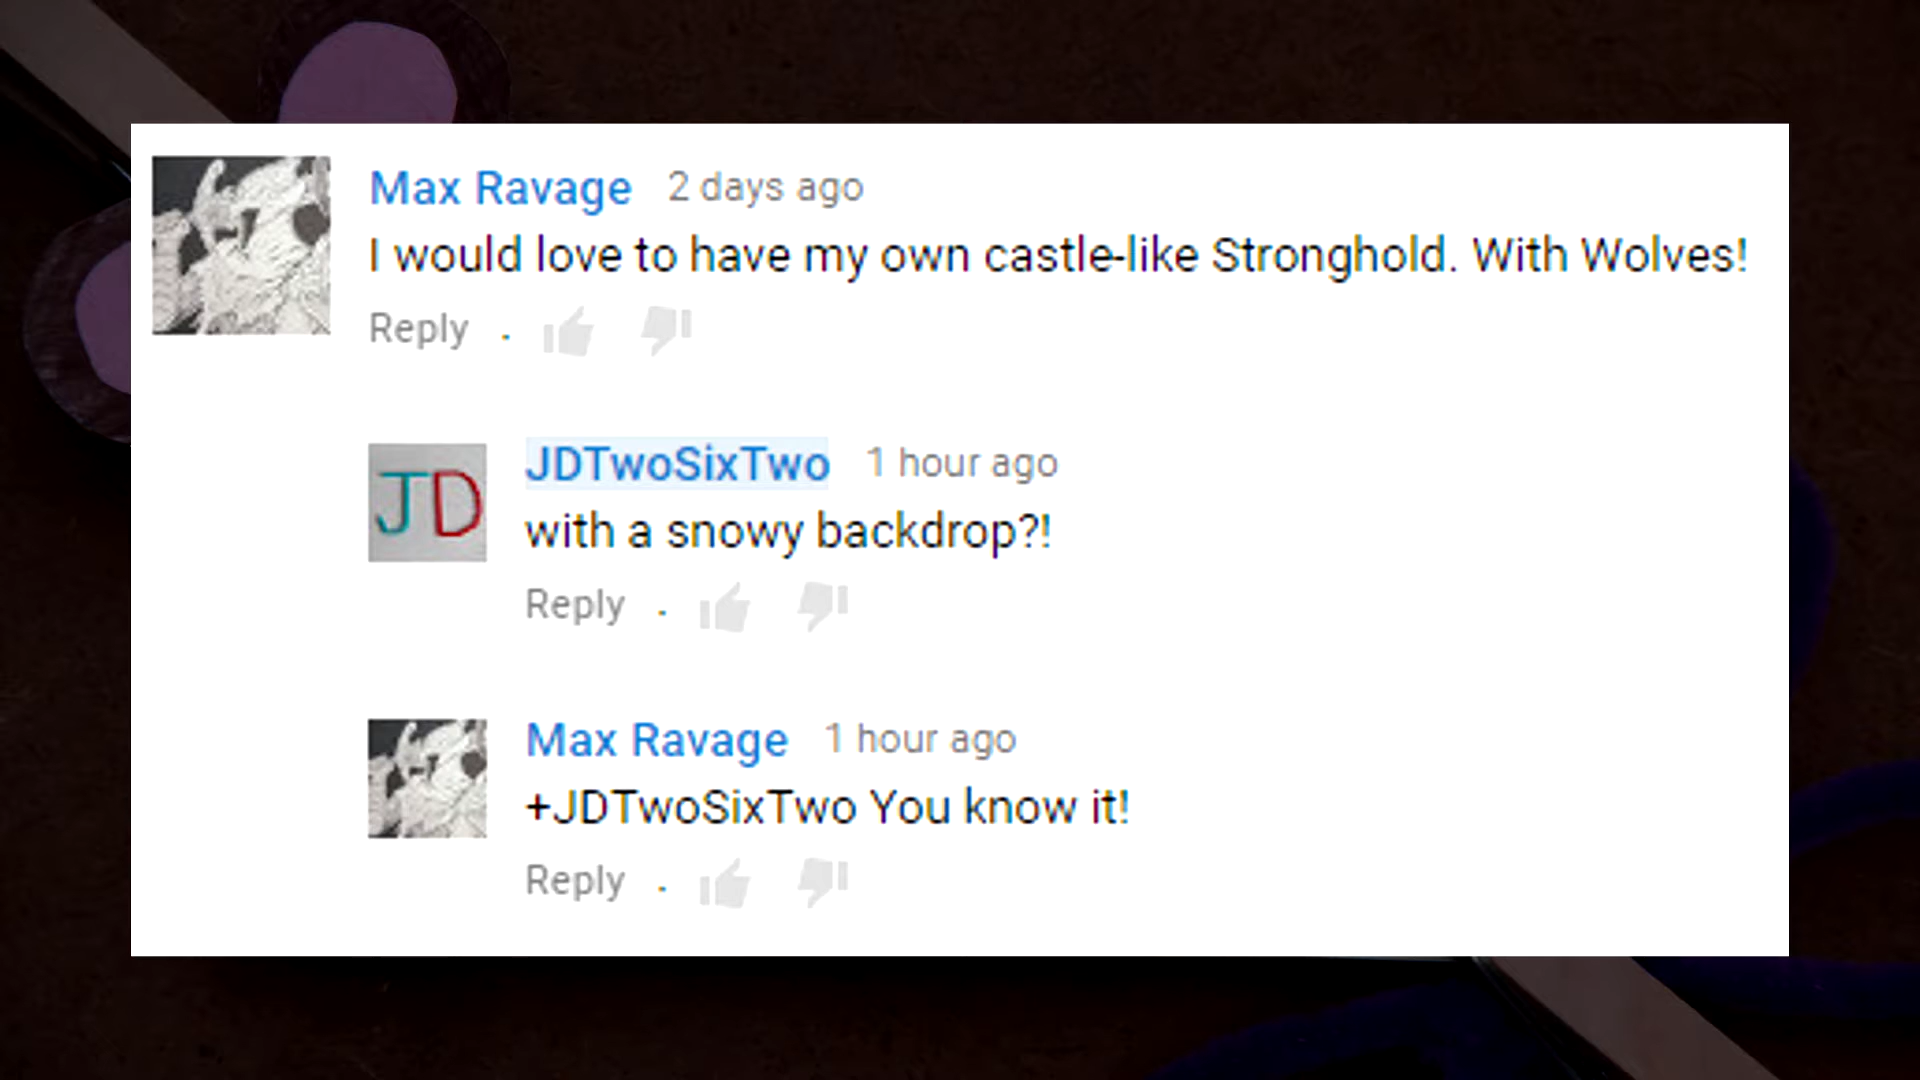 Max Ravage 2 days ago
I would love to have my own castle-like Stronghold. With Wolves!
Reply .
JD
JDTwoSixTwo 1 hour ago
with a snowy backdrop?!
Reply .
Max Ravage 1 hour ago
+JDTwoSixTwo You know it!
Reply .